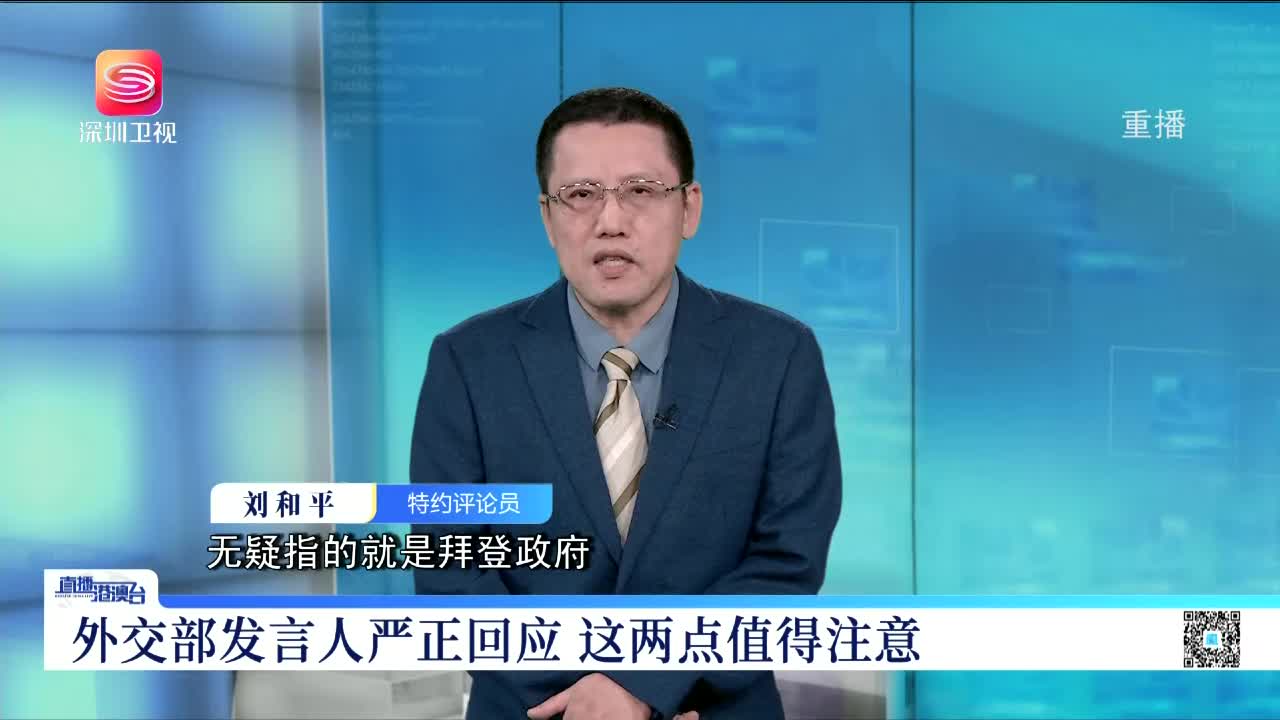 深圳卫视
重播
刘和平
特约评论员
无疑指的就是拜登政府
直播港澳台
外交部发言人严正回应 这两点值得注意